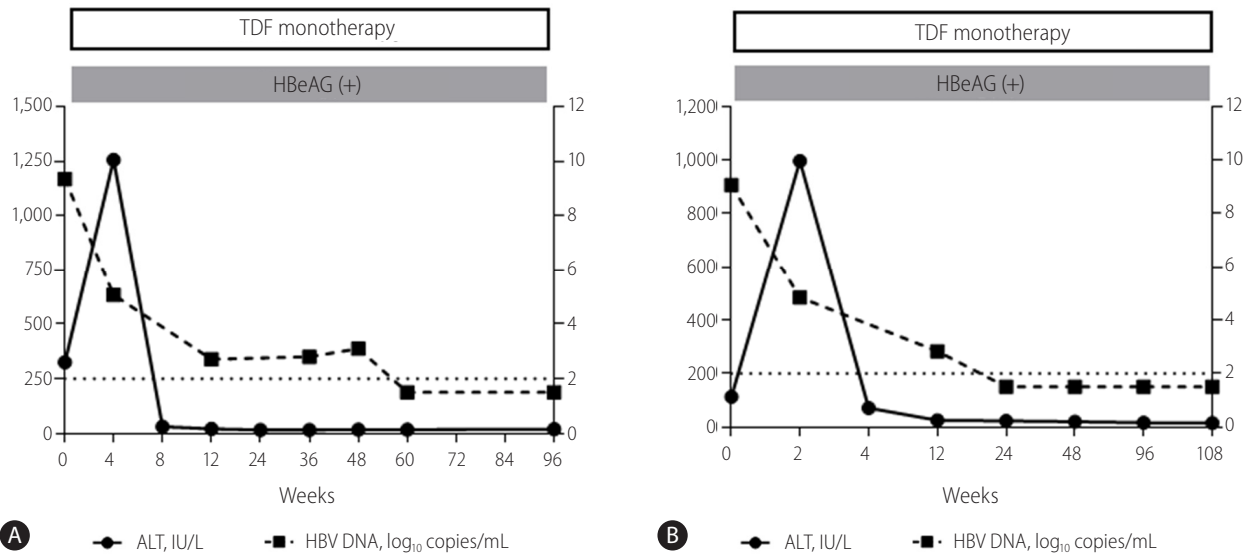 TDF monotherapy
HBeAG (+)
1,500
1,250
1,000
750
500
250
0
12
10
8
6
4
2
0
0 4 8 12 24 36 48 60 72 84 96
Weeks
A ALT, IU/L HBV DNA, log10 copies/mL
TDF monotherapy
HBeAG (+)
1,200
1,000
800
600
400
200
0
12
10
8
6
4
2
0
0 2 4 12 24 48 96 108
Weeks
B ALT, IU/L HBV DNA, log10 copies/mL